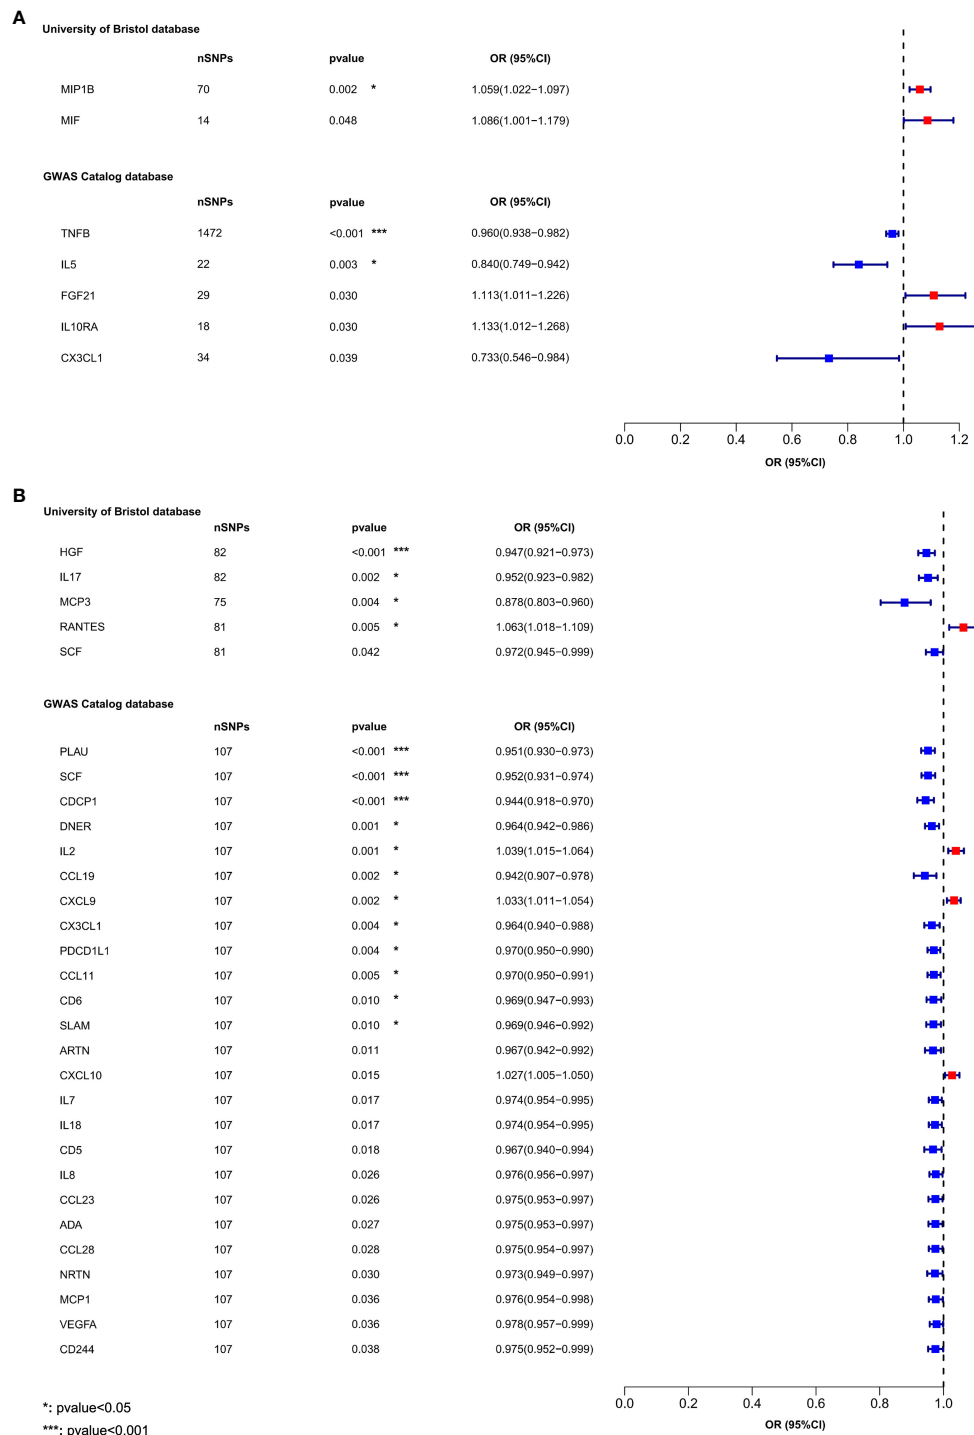 A
University of Bristol database
nSNPs pvalue OR (95%CI)
MIP1B 70 0.002 * 1.059(1.022−1.097)
MIF 14 0.048 1.086(1.001−1.179)
GWAS Catalog database
nSNPs pvalue OR (95%CI)
TNFB 1472 <0.001 *** 0.960(0.938−0.982)
IL5 22 0.003 * 0.840(0.749−0.942)
FGF21 29 0.030 1.113(1.011−1.226)
IL10RA 18 0.030 1.133(1.012−1.268)
CX3CL1 34 0.039 0.733(0.546−0.984)
0.0 0.2 0.4 0.6 0.8 1.0 1.2
OR (95%CI)
B
University of Bristol database
nSNPs pvalue OR (95%CI)
HGF 82 <0.001 *** 0.947(0.921−0.973)
IL17 82 0.002 * 0.952(0.923−0.982)
MCP3 75 0.004 * 0.878(0.803−0.960)
RANTES 81 0.005 * 1.063(1.018−1.109)
SCF 81 0.042 0.972(0.945−0.999)
GWAS Catalog database
nSNPs pvalue OR (95%CI)
PLAU 107 <0.001 *** 0.951(0.930−0.973)
SCF 107 <0.001 *** 0.952(0.931−0.974)
CDCP1 107 <0.001 *** 0.944(0.918−0.970)
DNER 107 0.001 * 0.964(0.942−0.986)
IL2 107 0.001 * 1.039(1.015−1.064)
CCL19 107 0.002 * 0.942(0.907−0.978)
CXCL9 107 0.002 * 1.033(1.011−1.054)
CX3CL1 107 0.004 * 0.964(0.940−0.988)
PDCD1L1 107 0.004 * 0.970(0.950−0.990)
CCL11 107 0.005 * 0.970(0.950−0.991)
CD6 107 0.010 * 0.969(0.947−0.993)
SLAM 107 0.010 * 0.969(0.946−0.992)
ARTN 107 0.011 0.967(0.942−0.992)
CXCL10 107 0.015 1.027(1.005−1.050)
IL7 107 0.017 0.974(0.954−0.995)
IL18 107 0.017 0.974(0.954−0.995)
CD5 107 0.018 0.967(0.940−0.994)
IL8 107 0.026 0.976(0.956−0.997)
CCL23 107 0.026 0.975(0.953−0.997)
ADA 107 0.027 0.975(0.953−0.997)
CCL28 107 0.028 0.975(0.954−0.997)
NRTN 107 0.030 0.973(0.949−0.997)
MCP1 107 0.036 0.976(0.954−0.998)
VEGFA 107 0.036 0.978(0.957−0.999)
CD244 107 0.038 0.975(0.952−0.999)
0.0 0.2 0.4 0.6 0.8 1.0
OR (95%CI)
*: pvalue<0.05
***: pvalue<0.001